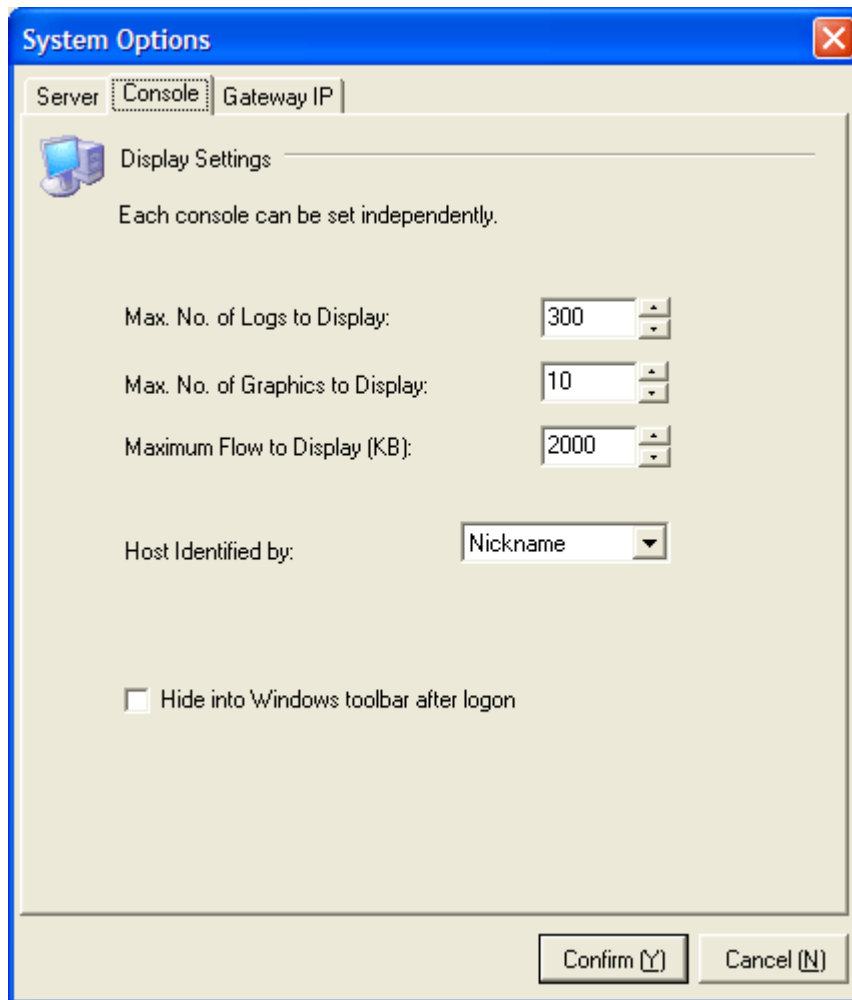 System Options
Server Console Gateway IP
Display Settings
Each console can be set independently.
Max. No. of Logs to Display: 300
Max. No. of Graphics to Display: 10
Maximum Flow to Display (KB): 2000
Host Identified by: Nickname
Hide into Windows toolbar after logon
Confirm (Y) Cancel (N)